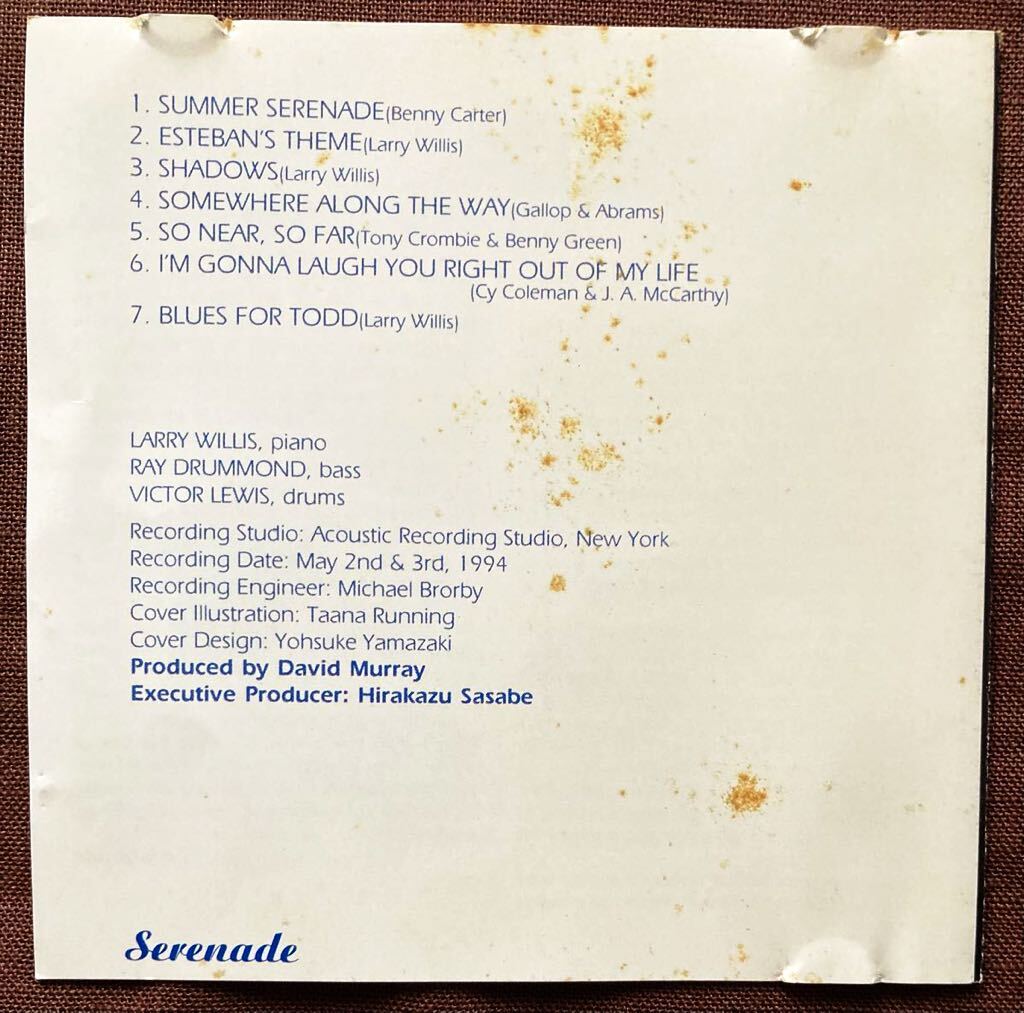 1. SUMMER SERENADE(Benny Carter)
2. ESTEBAN'S THEME(Larry Willis)
3. SHADOWS(Larry Willis)
4. SOMEWHERE ALONG THE WAY(Gallop & Abrams)
5. SO NEAR, SO FAR(Tony Crombie & Benny Green)
6. I'M GONNA LAUGH YOU RIGHT OUT OF MY LIFE
(Cy Coleman & J. A. McCarthy)
7. BLUES FOR TODD(Larry Willis)
LARRY WILLIS, piano
RAY DRUMMOND, bass
VICTOR LEWIS, drums
Recording Studio: Acoustic Recording Studio, New York
Recording Date: May 2nd & 3rd, 1994
Recording Engineer: Michael Brorby
Cover Illustration: Taana Running
Cover Design: Yohsuke Yamazaki
Produced by David Murray
Executive Producer: Hirakazu Sasabe
Serenade